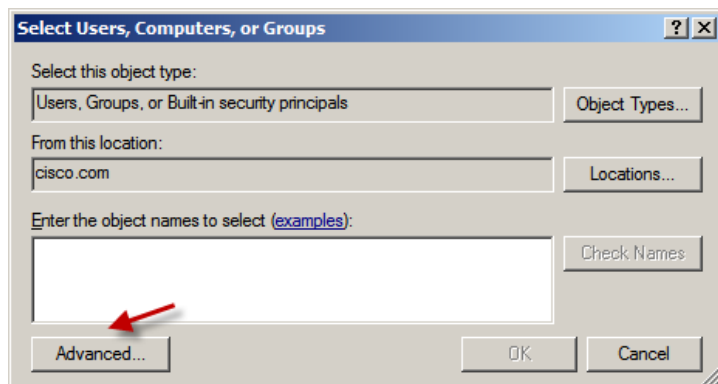 Select Users, Computers, or Groups
Select this object type:
Users, Groups, or Built-in security principals
Object Types...
From this location:
cisco.com
Locations...
Enter the object names to select (examples):
Check Names
Advanced...
OK
Cancel